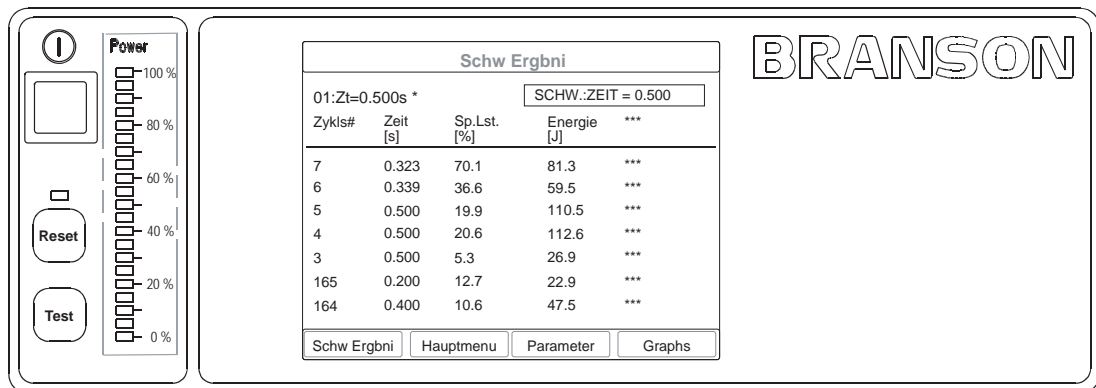 Power
100 %
80 %
60 %
40 %
20 %
0 %
Reset
Test
Schw Ergbni
01:Zt=0.500s *
SCHW.:ZEIT = 0.500
Zykls# Zeit [s] Sp.Lst. [%] Energie [J] ***
7 0.323 70.1 81.3 ***
6 0.339 36.6 59.5 ***
5 0.500 19.9 110.5 ***
4 0.500 20.6 112.6 ***
3 0.500 5.3 26.9 ***
165 0.200 12.7 22.9 ***
164 0.400 10.6 47.5 ***
Schw Ergbni Hauptmenu Parameter Graphs
BRANSON